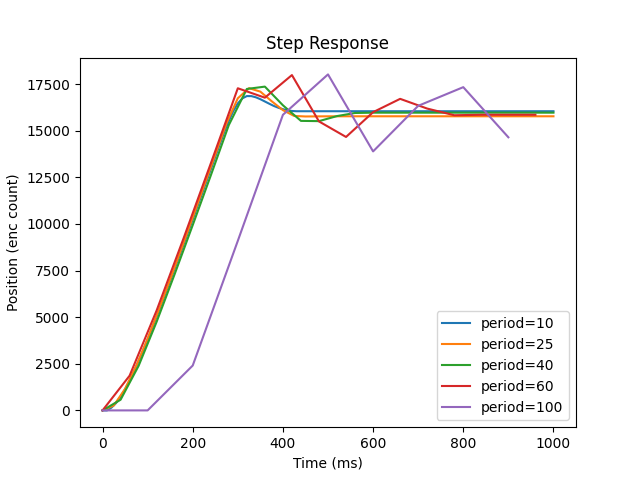 Step Response
Position (enc count)
17500
15000
12500
10000
7500
5000
2500
0
period=10
period=25
period=40
period=60
period=100
0 200 400 600 800 1000
Time (ms)